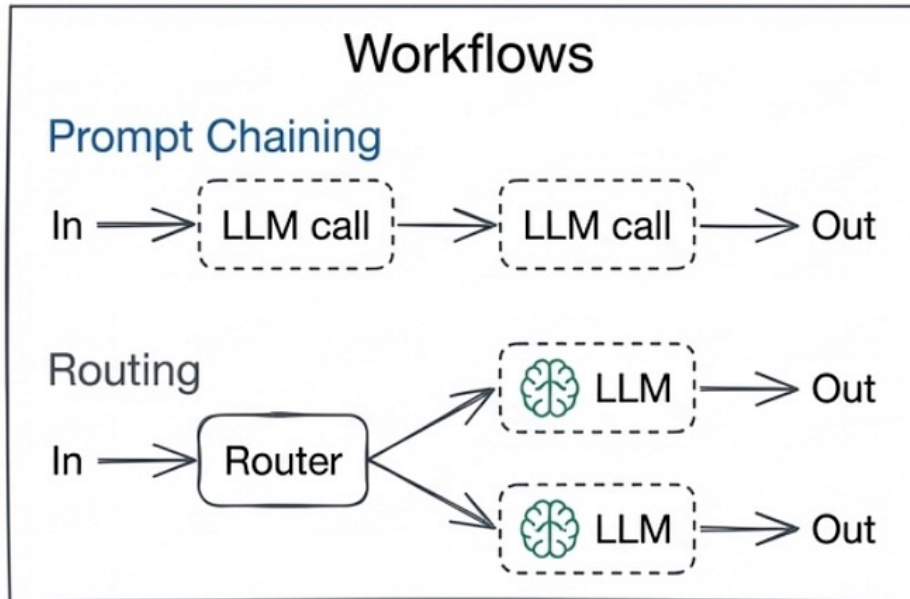 Workflows
Prompt Chaining
In LLM call LLM call Out
Routing
LLM Out
In Router
LLM Out